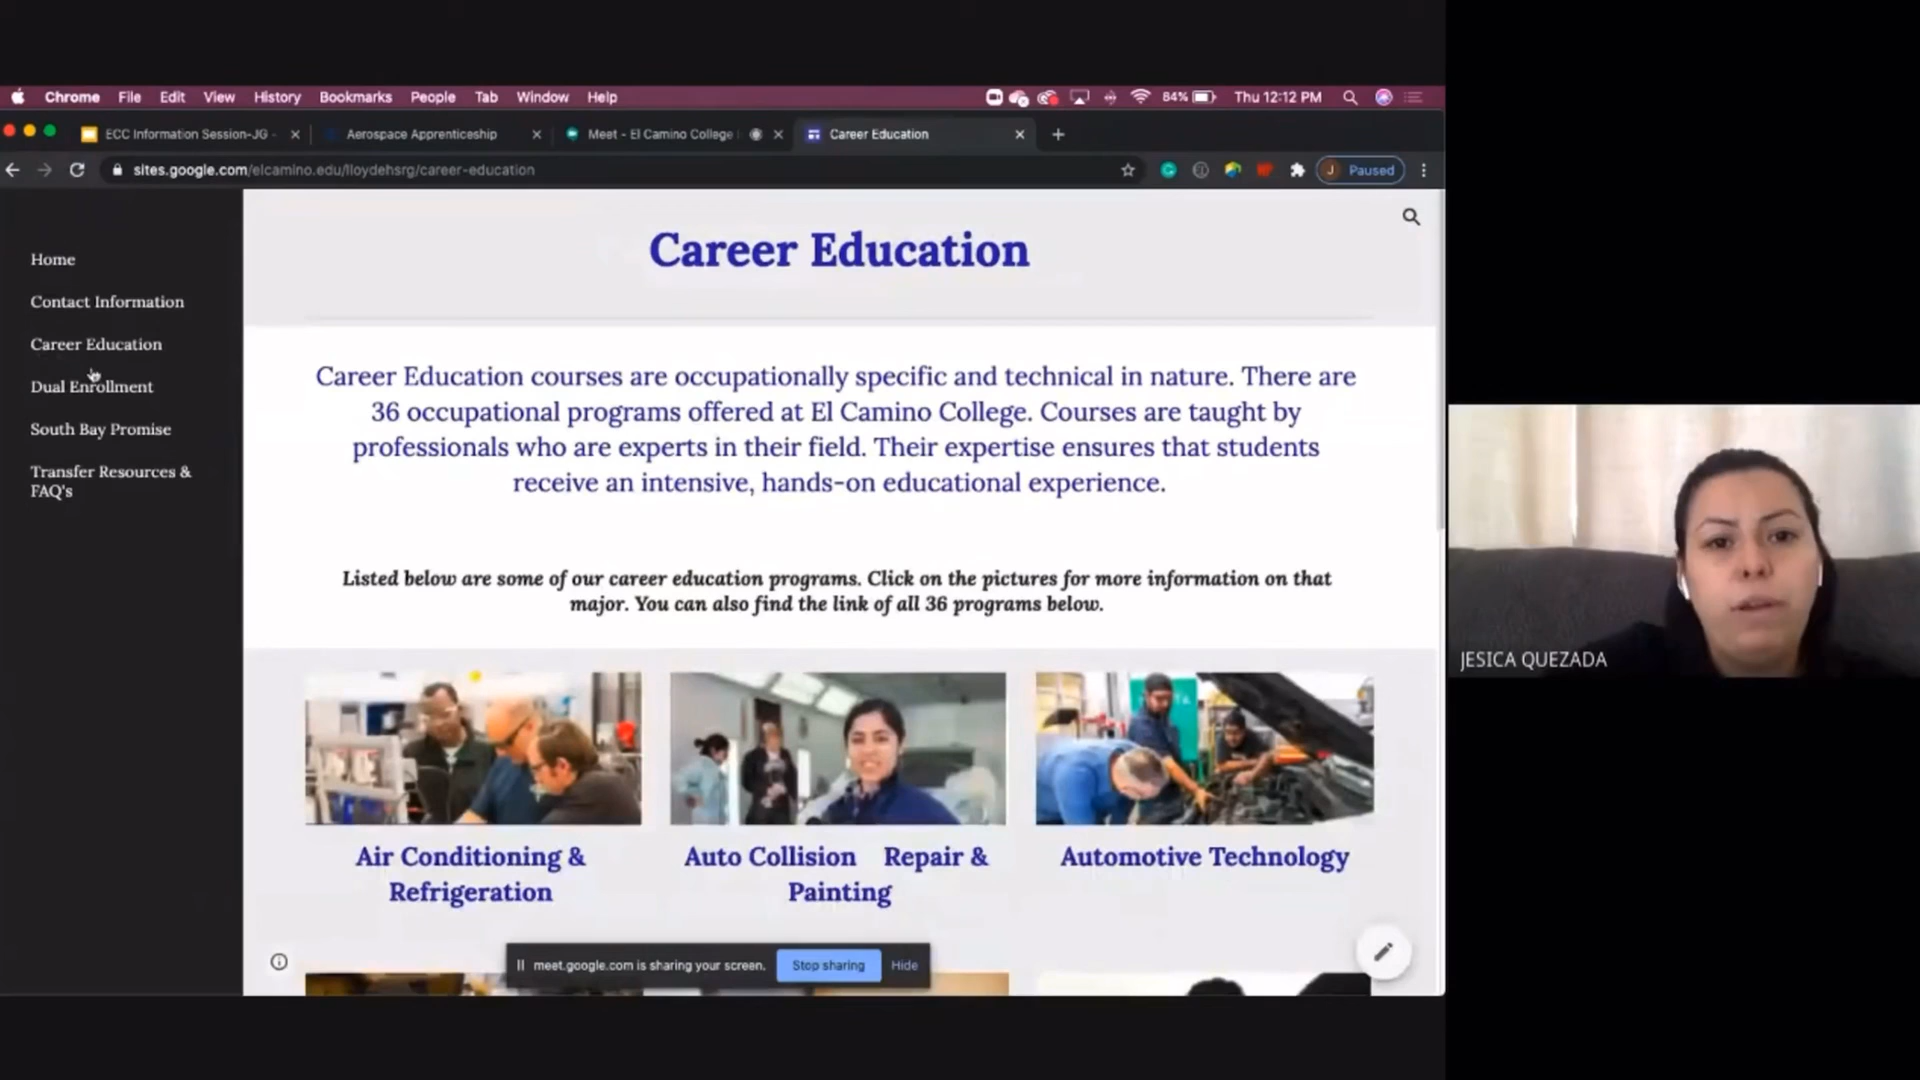 Chrome File Edit View History Bookmarks People Tab Window Help 84% Thu 12:12 PM
ECC Information Session-JG - Aerospace Apprenticeship Meet - El Camino College Career Education
sites.google.com/elcamino.edu/lloydehsrg/career-education Paused
Home
Contact Information
Career Education
Dual Enrollment
South Bay Promise
Transfer Resources &
FAQ's
Career Education
Career Education courses are occupationally specific and technical in nature. There are
36 occupational programs offered at El Camino College. Courses are taught by
professionals who are experts in their field. Their expertise ensures that students
receive an intensive, hands-on educational experience.
Listed below are some of our career education programs. Click on the pictures for more information on that
major. You can also find the link of all 36 programs below.
Air Conditioning &
Refrigeration
Auto Collision Repair &
Painting
Automotive Technology
meet.google.com is sharing your screen. Stop sharing Hide
JESICA QUEZADA